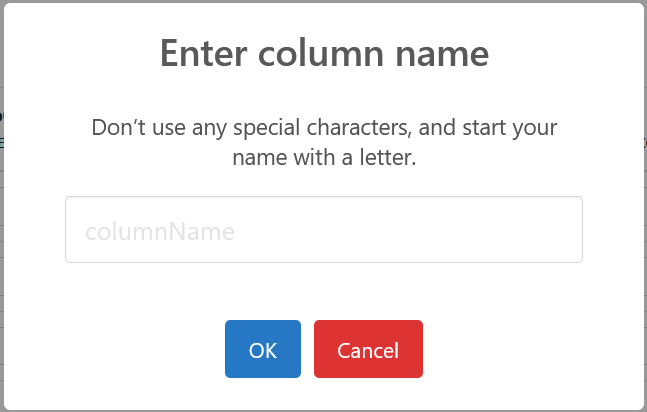 Enter column name
Don’t use any special characters, and start your
name with a letter.
columnName
OK
Cancel